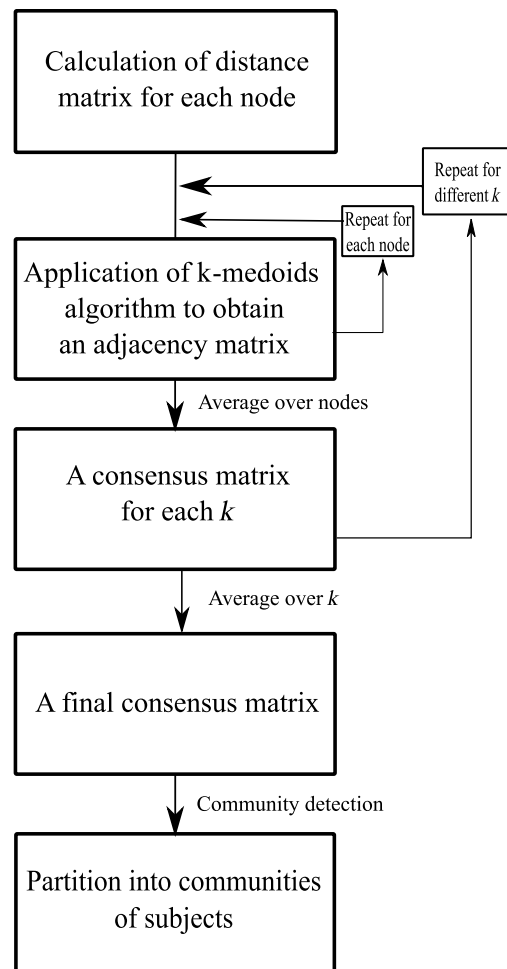 Calculation of distance
matrix for each node
Repeat for
different k
Repeat for
each node
Application of k-medoids
algorithm to obtain
an adjacency matrix
Average over nodes
A consensus matrix
for each k
Average over k
A final consensus matrix
Community detection
Partition into communities
of subjects